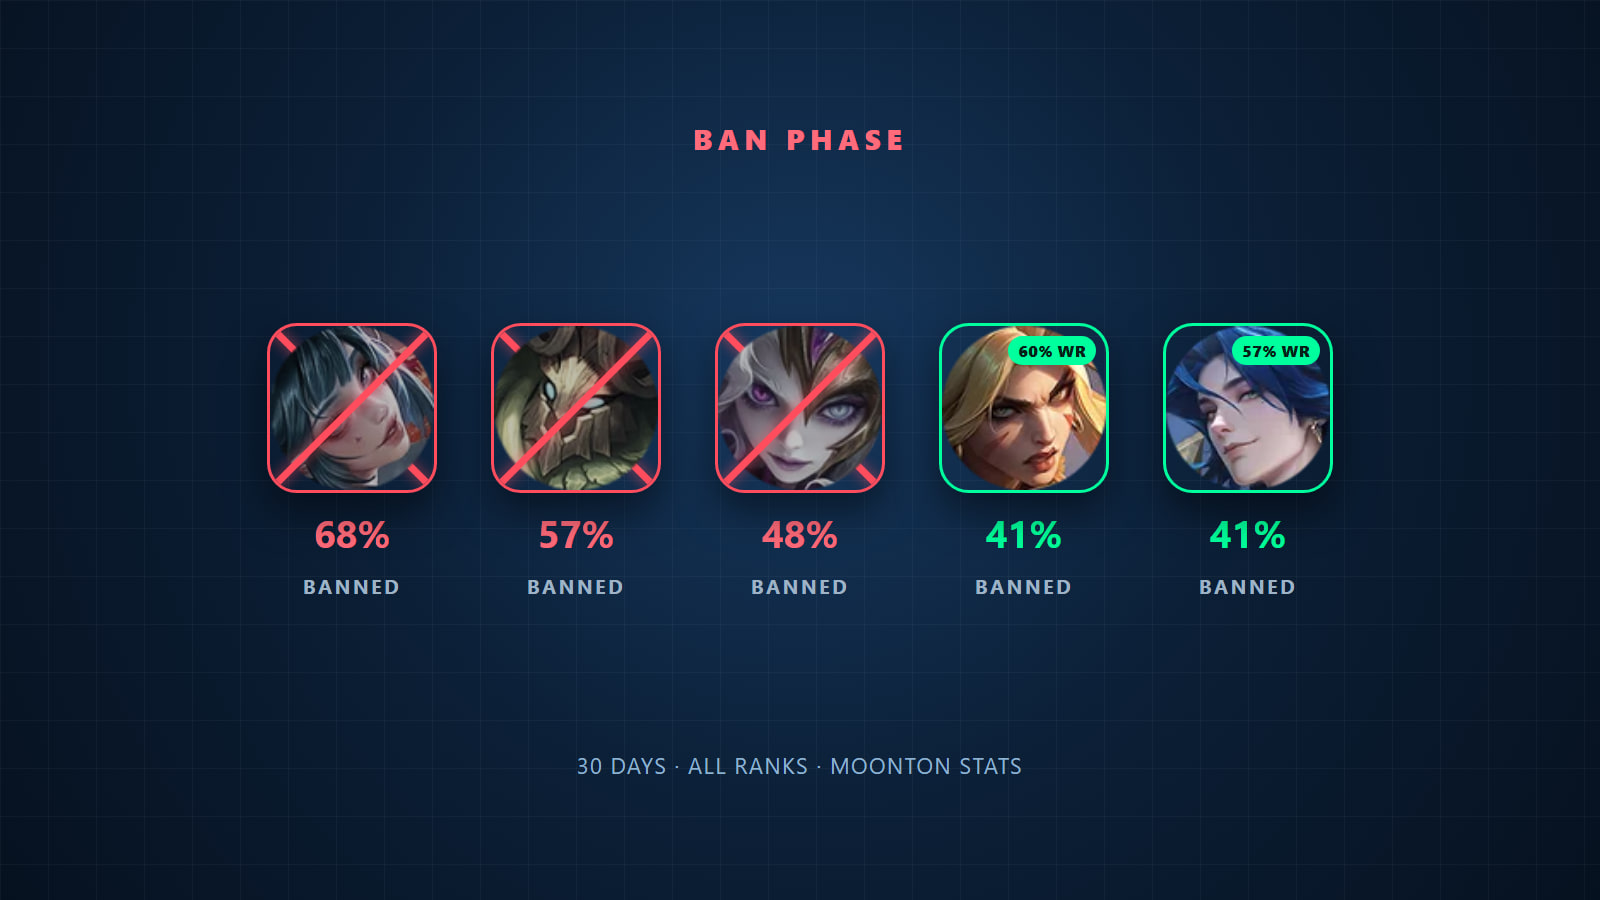 BAN PHASE
60% WR
57% WR
68%
57%
48%
41%
41%
BANNED
BANNED
BANNED
BANNED
BANNED
30 DAYS · ALL RANKS · MOONTON STATS